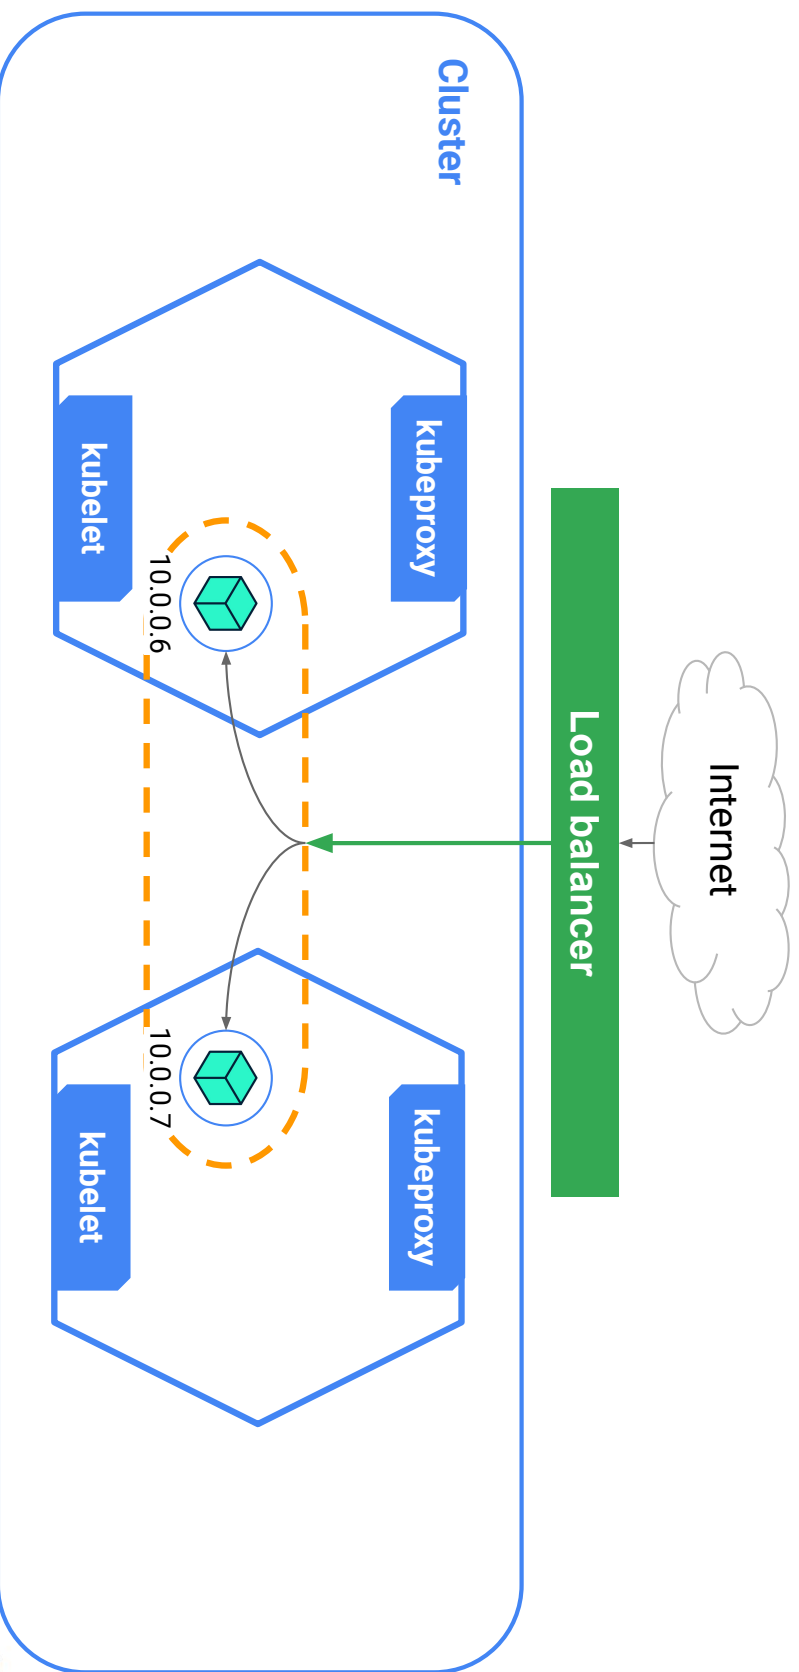 Internet
Load balancer
Cluster
kubeproxy
kubeproxy
10.0.0.6
10.0.0.7
kubelet
kubelet